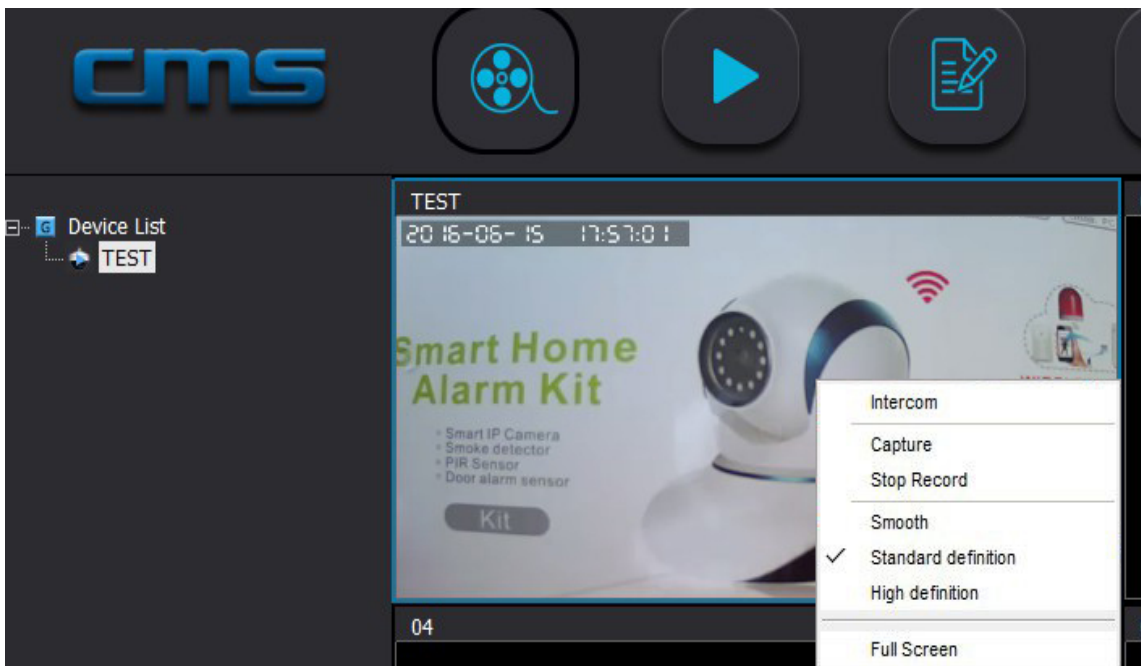 cms
Device List
TEST
TEST
2016-06-15 17:57:01
Smart Home
Alarm Kit
Smart IP Camera
Smoke detector
PIR Sensor
Door alarm sensor
Kit
Intercom
Capture
Stop Record
Smooth
Standard definition
High definition
Full Screen
04